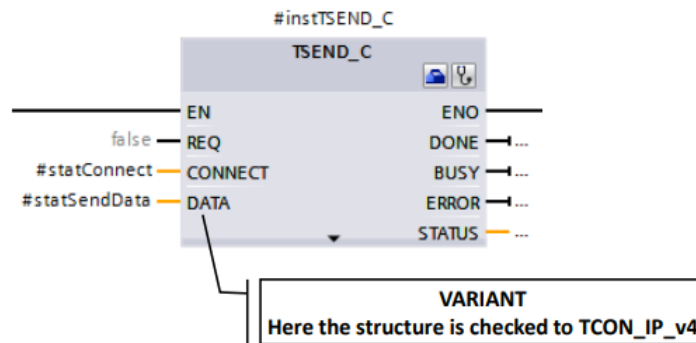 #instTSEND_C
TSEND_C
EN
ENO
false
REQ
DONE
...
#statConnect
CONNECT
BUSY
...
#statSendData
DATA
ERROR
...
STATUS
...
VARIANT
Here the structure is checked to TCON_IP_v4